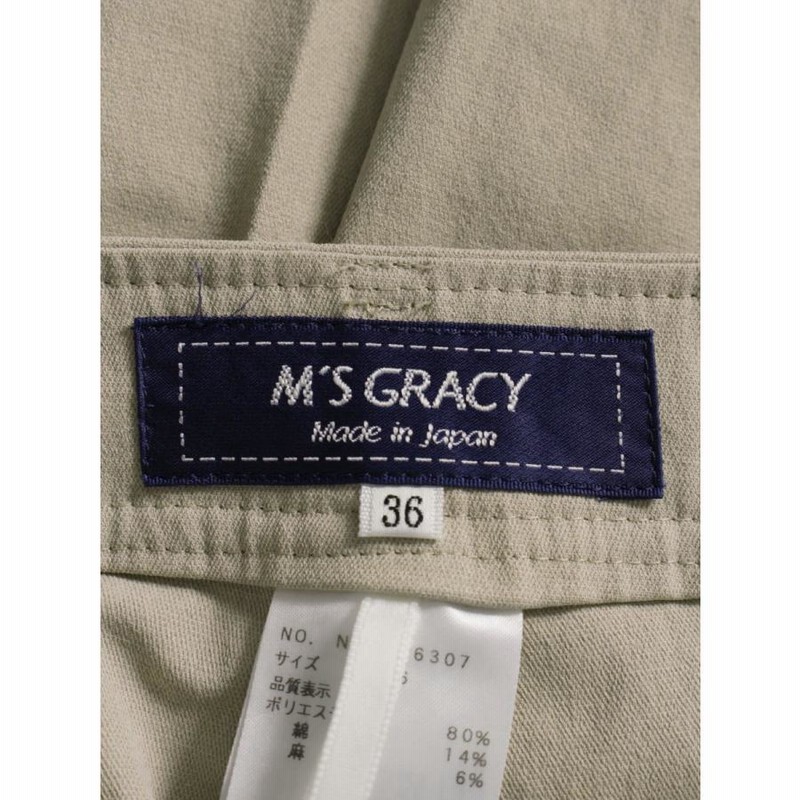 M'S GRACY
Made in Japan
36
NO. N 6307
サイズ 6
品質表示
ポリエス 80%
綿 14%
麻 6%